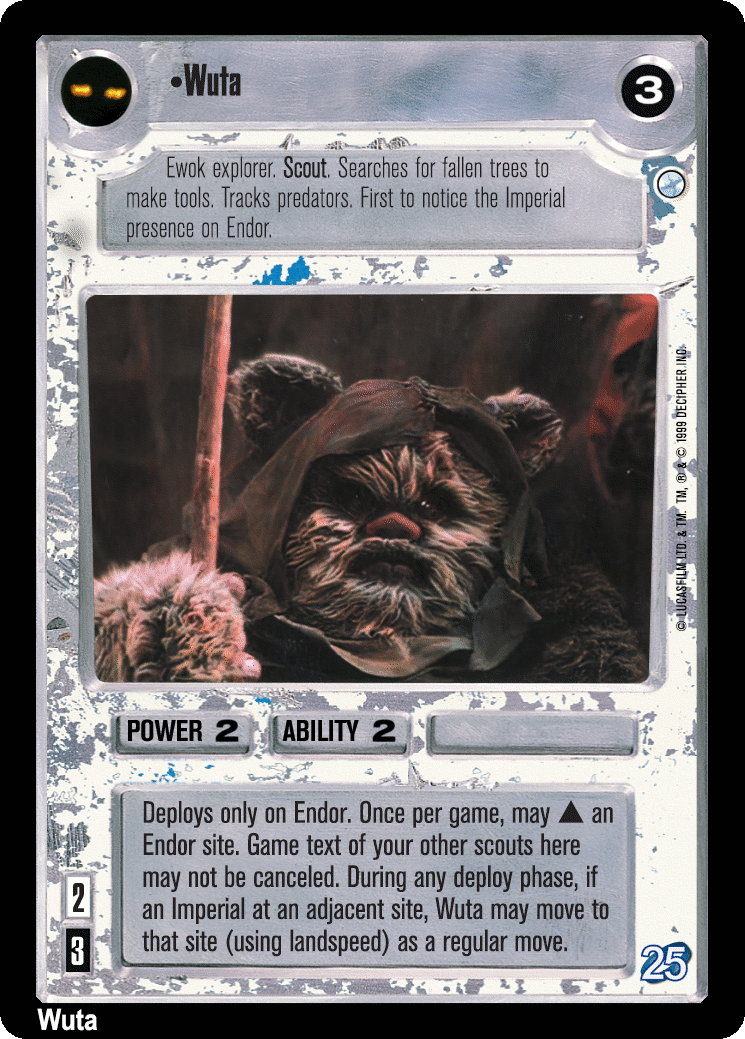 •Wuta
3
Ewok explorer. Scout. Searches for fallen trees to
make tools. Tracks predators. First to notice the Imperial
presence on Endor.
© LUCASFILM LTD. & TM. TM, ® & © 1999 DECIPHER INC.
POWER 2 ABILITY 2
Deploys only on Endor. Once per game, may ▲ an
Endor site. Game text of your other scouts here
may not be canceled. During any deploy phase, if
an Imperial at an adjacent site, Wuta may move to
that site (using landspeed) as a regular move.
2
3
25
Wuta